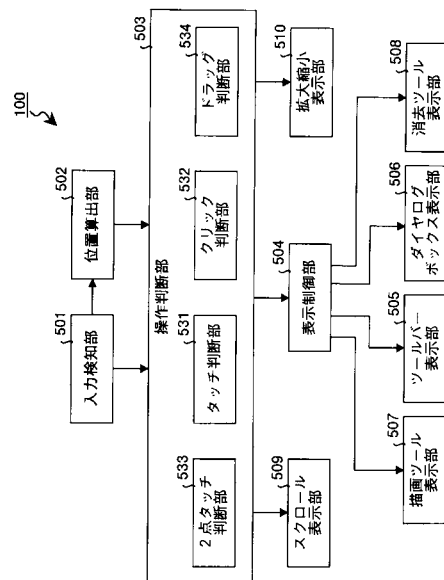 100
501
入力検知部
502
位置算出部
503
操作判断部
533
2点タッチ
判断部
531
タッチ判断部
532
クリック
判断部
534
ドラッグ
判断部
509
スクロール
表示部
504
表示制御部
510
拡大縮小
表示部
507
描画ツール
表示部
505
ツールバー
表示部
506
ダイヤログ
ボックス表示部
508
消去ツール
表示部